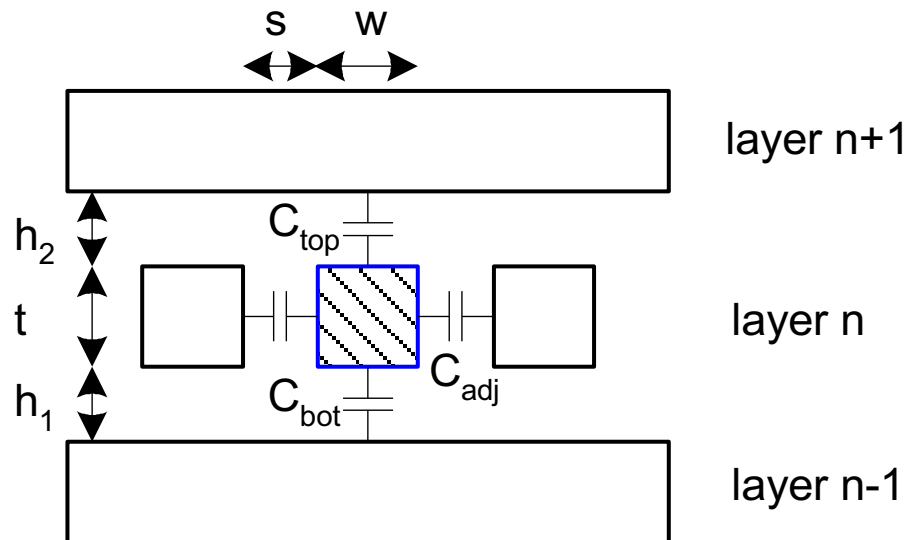 s w
layer n+1
h2
Ctop
t
layer n
h1
Cbot
Cadj
layer n-1